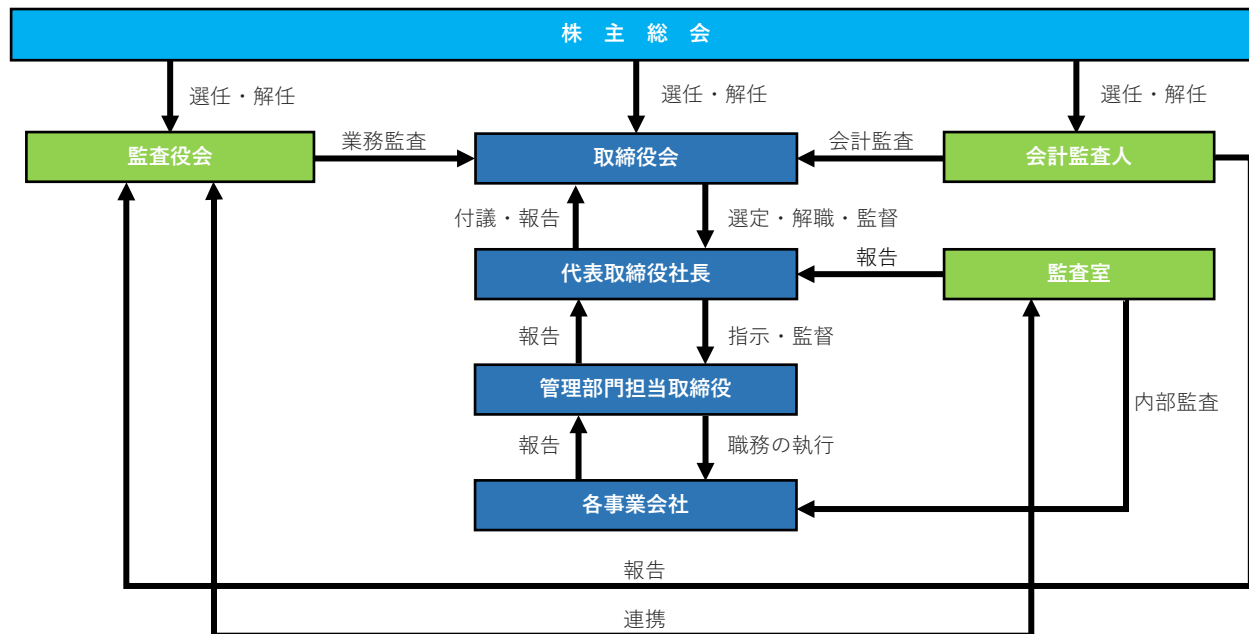 株 主 総 会
選任・解任
選任・解任
選任・解任
監査役会
業務監査
取締役会
会計監査
会計監査人
付議・報告
選定・解職・監督
代表取締役社長
報告
監査室
報告
指示・監督
管理部門担当取締役
内部監査
報告
職務の執行
各事業会社
報告
連携